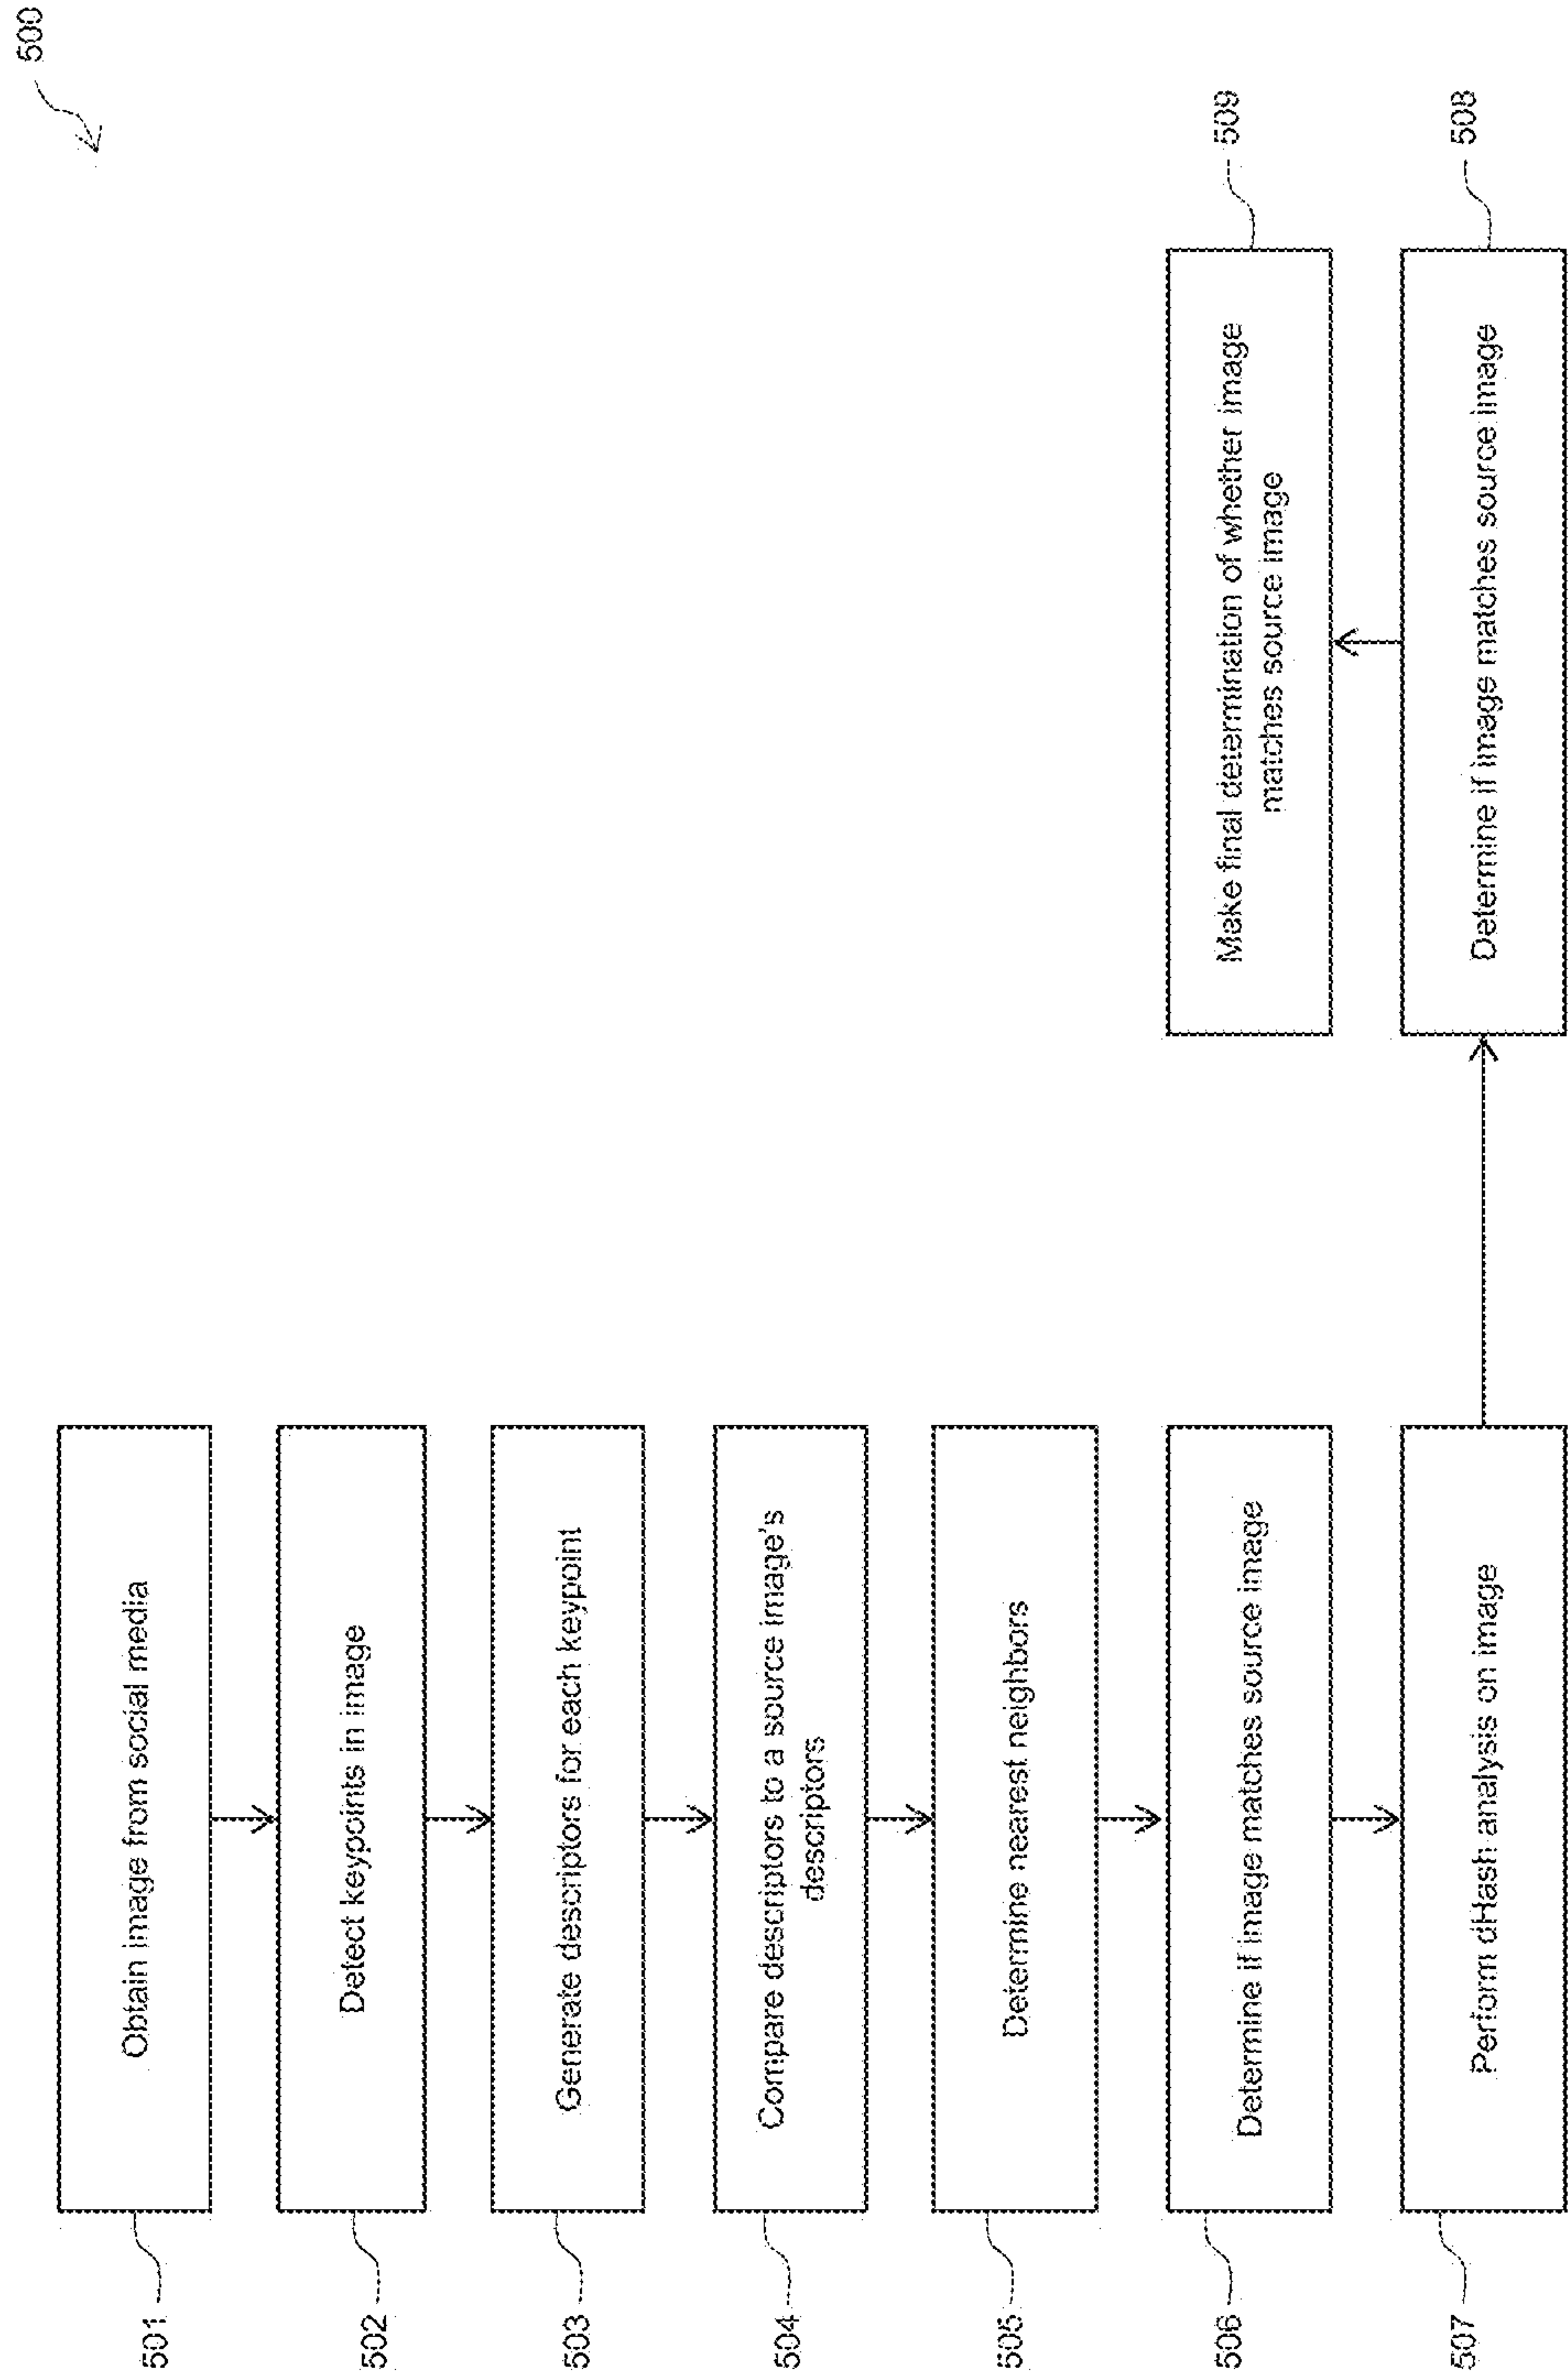 500
501
Obtain image from social media
502
Detect keypoints in image
503
Generate descriptors for each keypoint
504
Compare descriptors to a source image's
descriptors
505
Determine nearest neighbors
506
Determine if image matches source image
507
Perform dHash analysis on image
508
Determine if image matches source image
509
Make final determination of whether image
matches source image